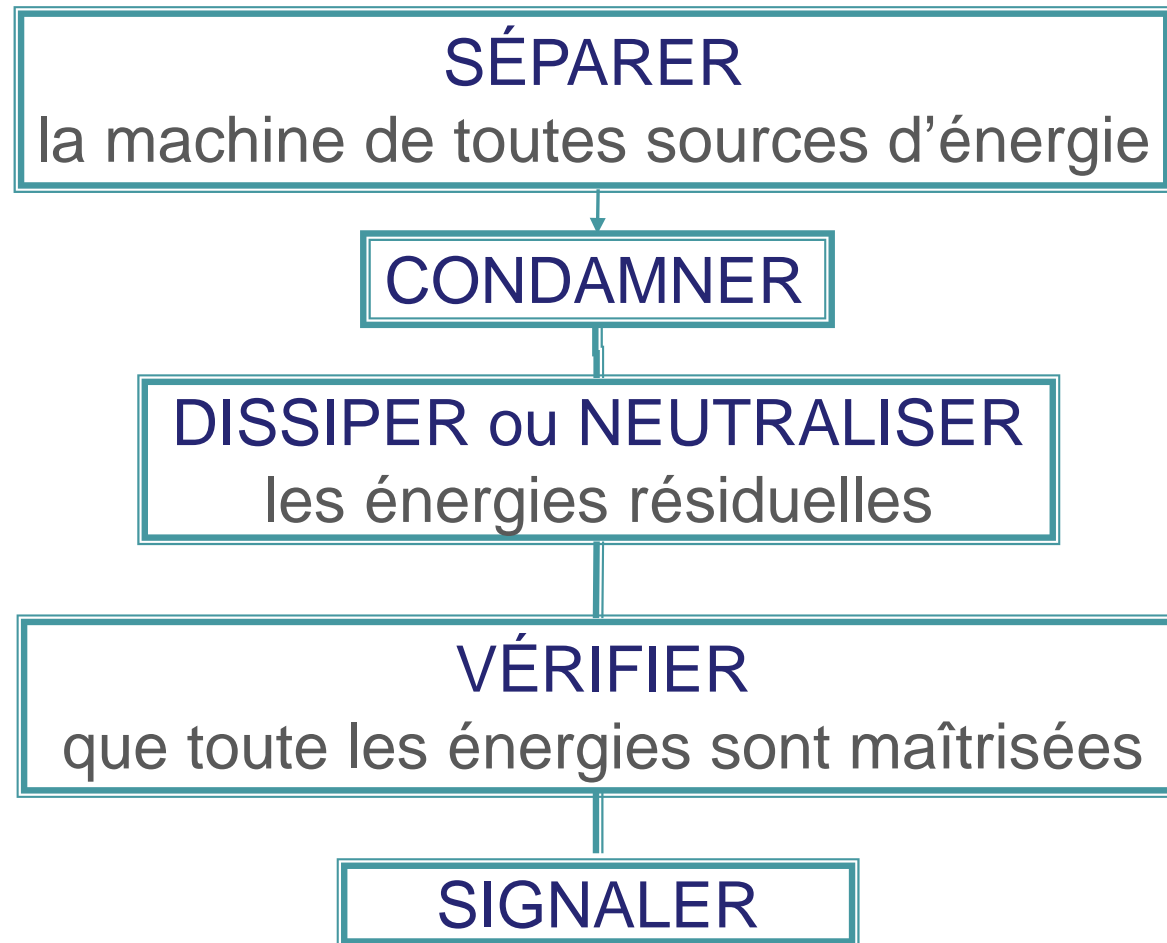 SÉPARER
la machine de toutes sources d’énergie
CONDAMNER
DISSIPER ou NEUTRALISER
les énergies résiduelles
VÉRIFIER
que toute les énergies sont maîtrisées
SIGNALER